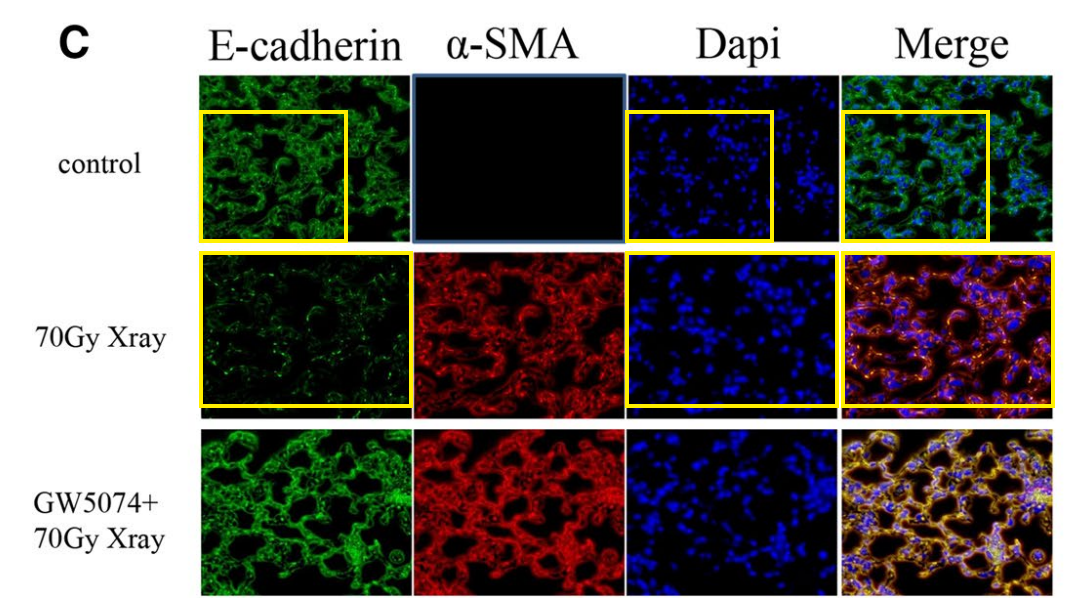 C
E-cadherin α-SMA Dapi Merge
control
70Gy Xray
GW5074+
70Gy Xray